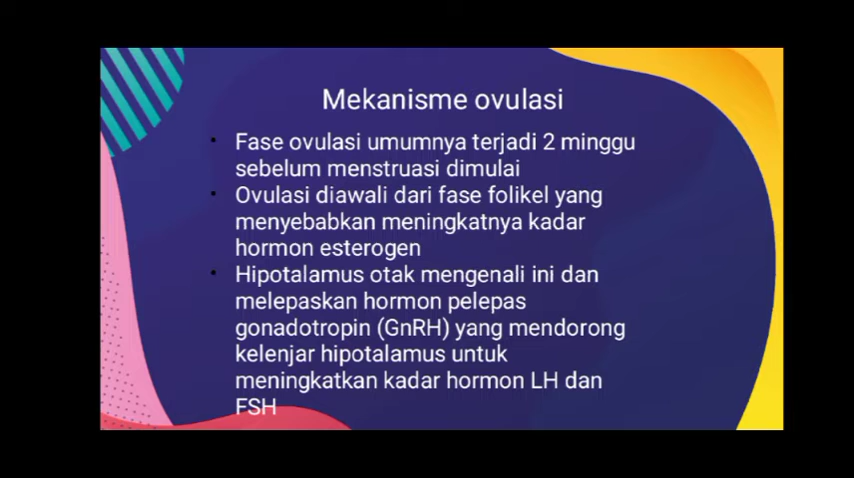 Mekanisme ovulasi
• Fase ovulasi umumnya terjadi 2 minggu
sebelum menstruasi dimulai
• Ovulasi diawali dari fase folikel yang
menyebabkan meningkatnya kadar
hormon esterogen
• Hipotalamus otak mengenali ini dan
melepaskan hormon pelepas
gonadotropin (GnRH) yang mendorong
kelenjar hipotalamus untuk
meningkatkan kadar hormon LH dan
FSH